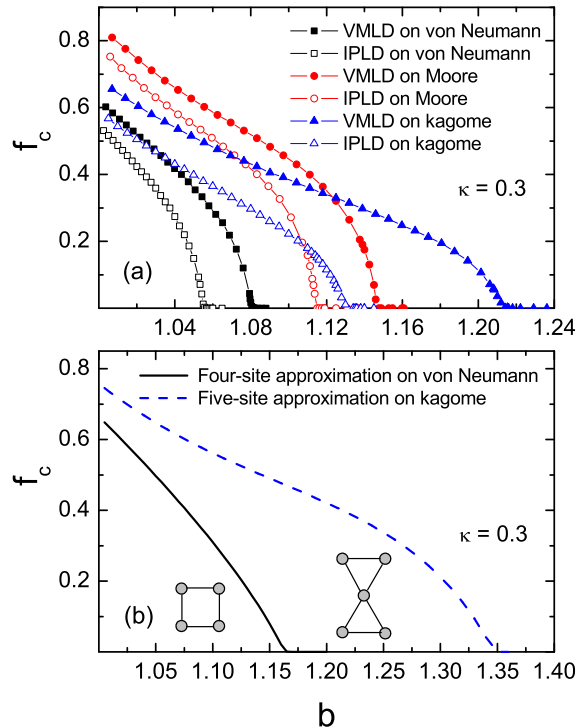 0.8
0.6
0.4
0.2
f_c
VMLD on von Neumann
IPLD on von Neumann
VMLD on Moore
IPLD on Moore
VMLD on kagome
IPLD on kagome
κ = 0.3
(a)
1.04 1.08 1.12 1.16 1.20 1.24
0.8
0.6
0.4
0.2
f_c
Four-site approximation on von Neumann
Five-site approximation on kagome
κ = 0.3
(b)
1.05 1.10 1.15 1.20 1.25 1.30 1.35 1.40
b